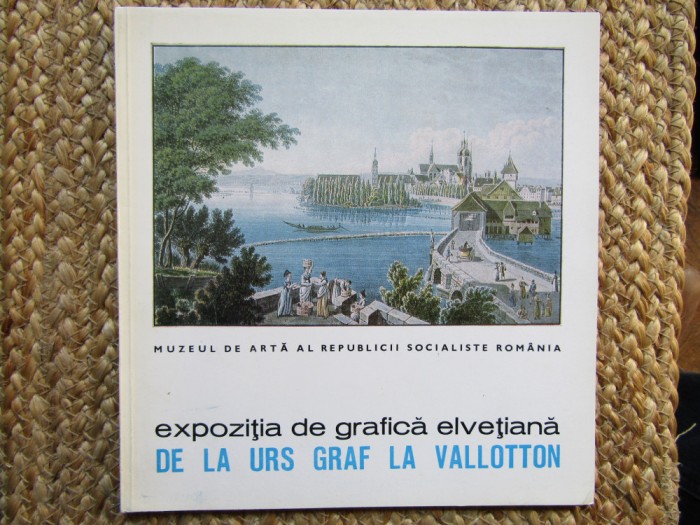 MUZEUL DE ARTĂ AL REPUBLICII SOCIALISTE ROMÂNIA
expoziţia de grafică elveţiană
DE LA URS GRAF LA VALLOTTON